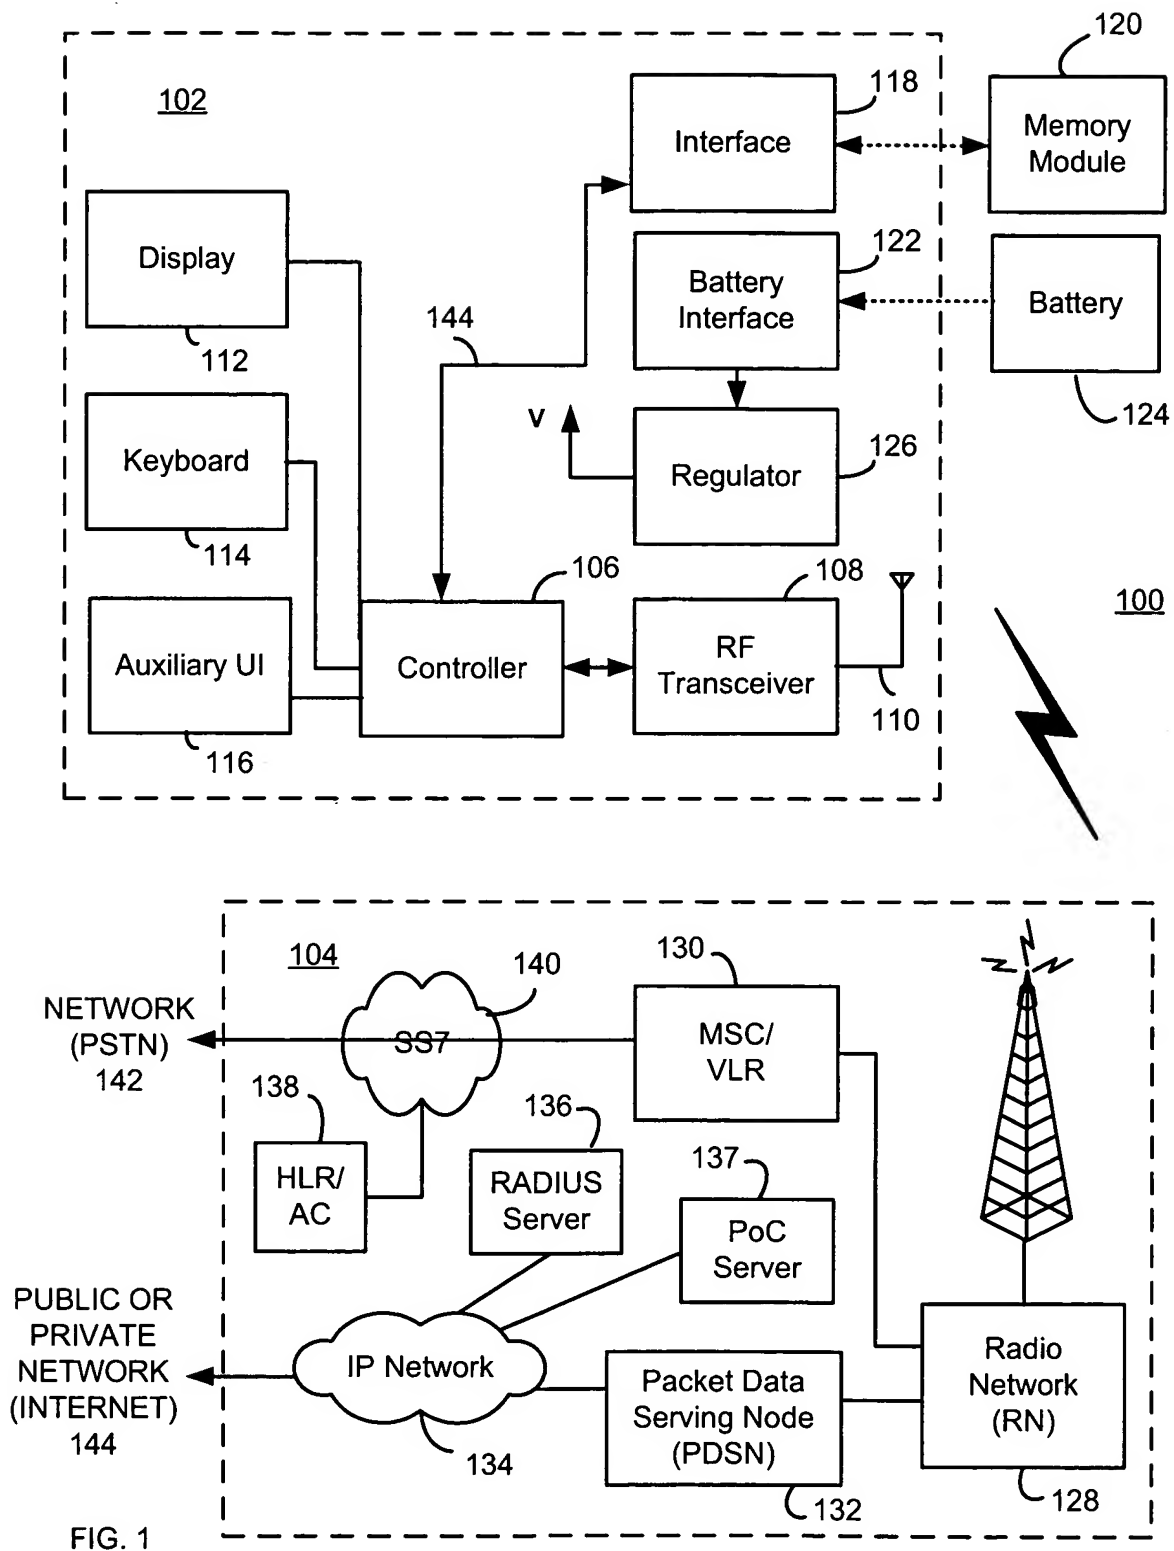 120
102
118
Interface
Memory
Module
Display
122
Battery
Interface
Battery
144
112
124
V
126
Keyboard
Regulator
114
106
108
100
Auxiliary UI
Controller
RF
Transceiver
110
116
104
140
130
NETWORK
(PSTN)
142
SS7
MSC/
VLR
138
136
137
HLR/
AC
RADIUS
Server
PoC
Server
PUBLIC OR
PRIVATE
NETWORK
(INTERNET)
144
IP Network
134
Packet Data
Serving Node
(PDSN)
132
Radio
Network
(RN)
128
FIG. 1